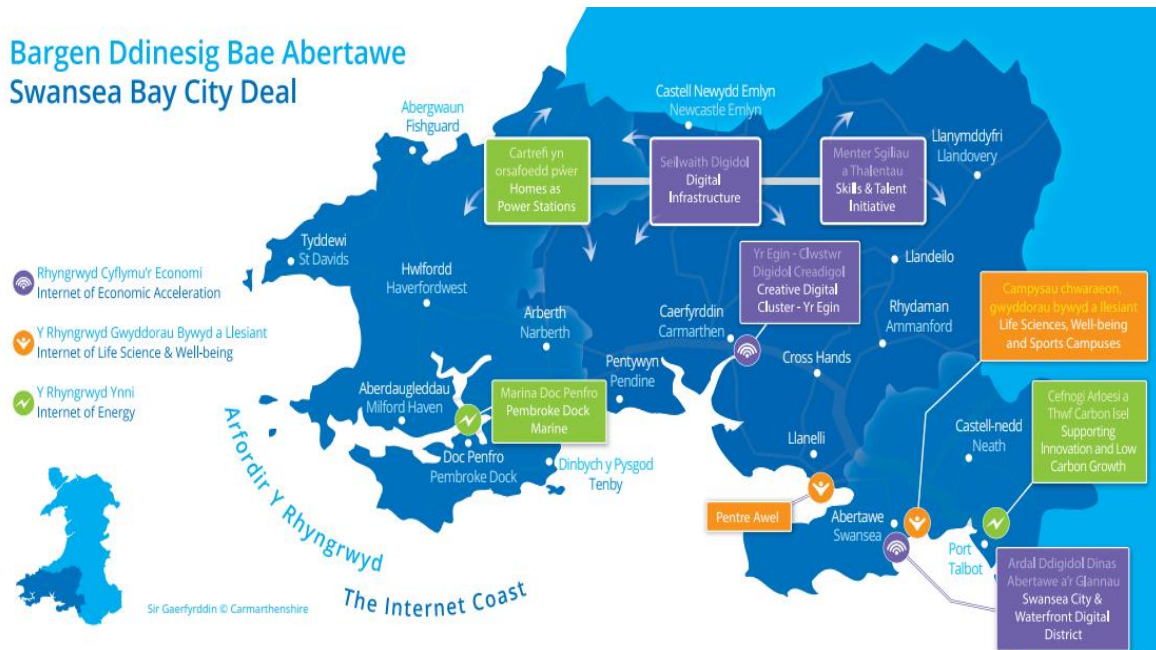 Bargen Ddinesig Bae Abertawe
Swansea Bay City Deal
Abergwaun
Fishguard
Castell Newydd Emlyn
Newcastle Emlyn
Llanymddyfri
Llandovery
Cartrefi yn
orsafoedd pŵer
Homes as
Power Stations
Seilwaith Digidol
Digital
Infrastructure
Menter Sgiliau
a Thalentau
Skills & Talent
Initiative
Tyddewi
St Davids
Hwlfordd
Haverfordwest
Yr Egin - Clwstwr
Digidol Creadigol
Creative Digital
Cluster - Yr Egin
Llandeilo
Rhyngrwyd Cyflymu'r Economi
Internet of Economic Acceleration
Y Rhyngrwyd Gwyddorau Bywyd a Llesiant
Internet of Life Science & Well-being
Y Rhyngrwyd Ynni
Internet of Energy
Arberth
Narberth
Caerfyrddin
Carmarthen
Rhydaman
Ammanford
Campysau chwaraeon,
gwyddorau bywyd a llesiant
Life Sciences, Well-being
and Sports Campuses
Pentywyn
Pendine
Cross Hands
Aberdaugleddau
Milford Haven
Marina Doc Penfro
Pembroke Dock
Marine
Cefnogi Arloesi a
Thwf Carbon Isel
Supporting
Innovation and Low
Carbon Growth
Castell-nedd
Neath
Llanelli
Doc Penfro
Pembroke Dock
Dinbych y Pysgod
Tenby
Pentre Awel
Abertawe
Swansea
Port
Talbot
Ardal Ddigidol Dinas
Abertawe a'r Glannau
Swansea City &
Waterfront Digital
District
Arfordir Y Rhyngrwyd
The Internet Coast
Sir Gaerfyrddin © Carmarthenshire